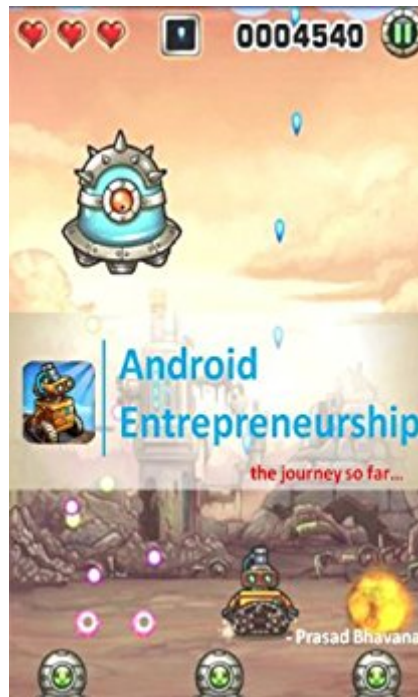 0004540
Android
Entrepreneurship
the journey so far...
- Prasad Bhavana